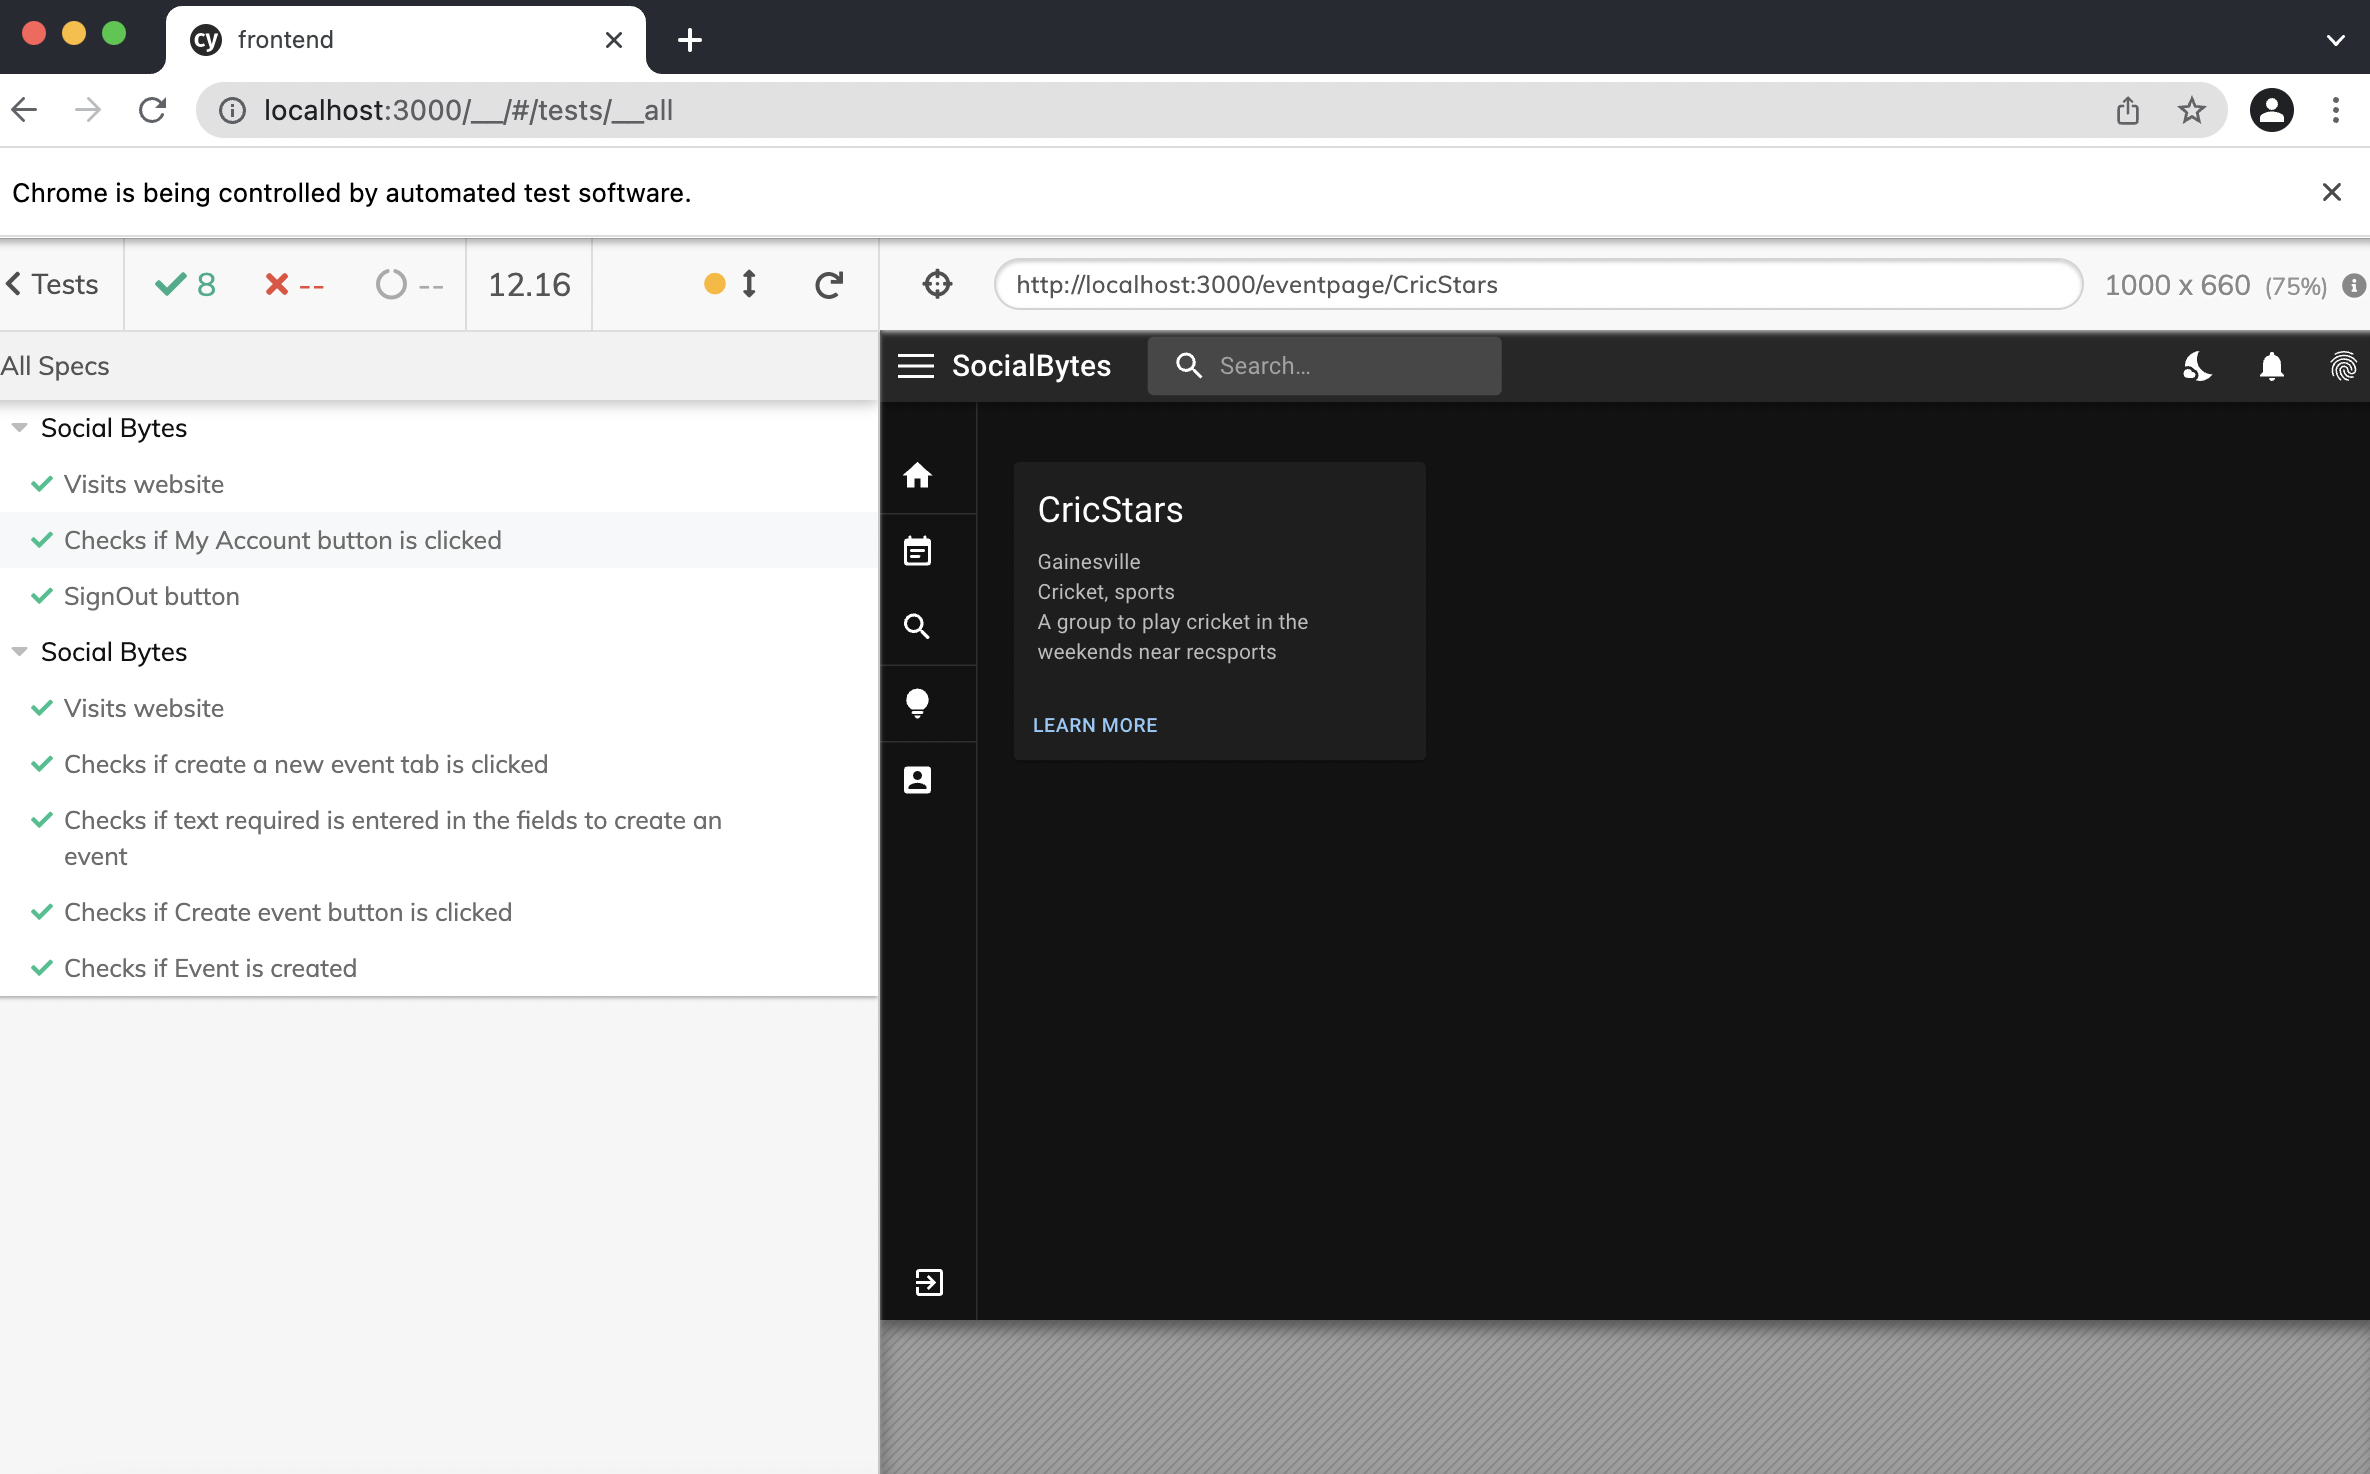 cy frontend
localhost:3000/__/#/tests/__all
Chrome is being controlled by automated test software.
Tests 8 -- -- 12.16
http://localhost:3000/eventpage/CricStars 1000 x 660 (75%)
All Specs
Social Bytes
Visits website
Checks if My Account button is clicked
SignOut button
Social Bytes
Visits website
Checks if create a new event tab is clicked
Checks if text required is entered in the fields to create an
event
Checks if Create event button is clicked
Checks if Event is created
SocialBytes Search...
CricStars
Gainesville
Cricket, sports
A group to play cricket in the
weekends near recsports
LEARN MORE